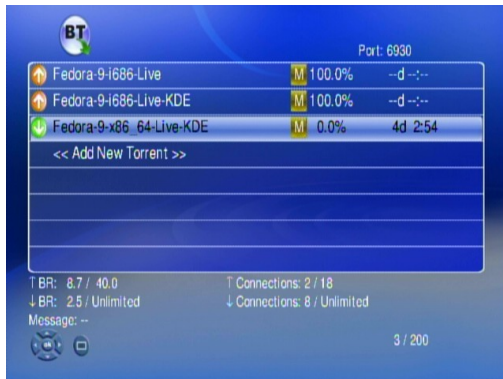 BT
Port: 6930
Fedora-9-i686-Live M 100.0% --d --:--
Fedora-9-i686-Live-KDE M 100.0% --d --:--
Fedora-9-x86_64-Live-KDE M 0.0% 4d 2:54
<< Add New Torrent >>
↑BR: 8.7 / 40.0 ↑ Connections: 2 / 18
↓BR: 2.5 / Unlimited ↓ Connections: 8 / Unlimited
Message: --
3 / 200